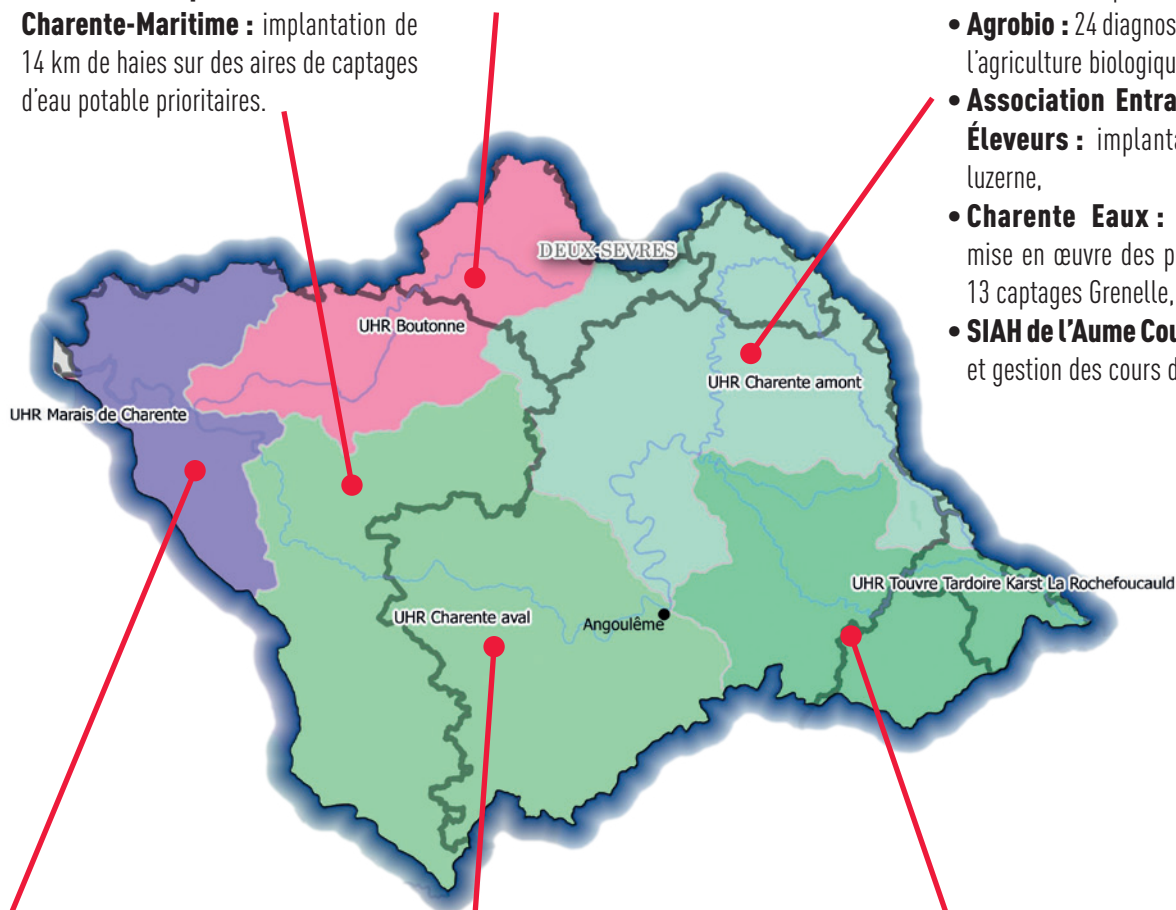 Charente-Maritime : implantation de
14 km de haies sur des aires de captages
d'eau potable prioritaires.
• Agrobio : 24 diagnos
l'agriculture biologiqu
• Association Entra
Éleveurs : implanta
luzerne,
• Charente Eaux :
mise en œuvre des p
13 captages Grenelle,
• SIAH de l'Aume Cou
et gestion des cours d
DEUX-SEVRES
UHR Boutonne
UHR Charente amont
UHR Marais de Charente
UHR Touvre Tardoire Karst La Rochefoucauld
UHR Charente aval
Angoulême